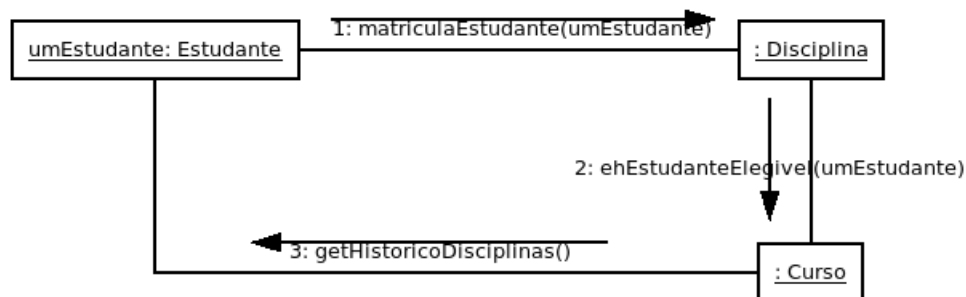 1: matriculaEstudante(umEstudante)
umEstudante: Estudante
: Disciplina
2: ehEstudanteElegivel(umEstudante)
3: getHistoricoDisciplinas()
: Curso